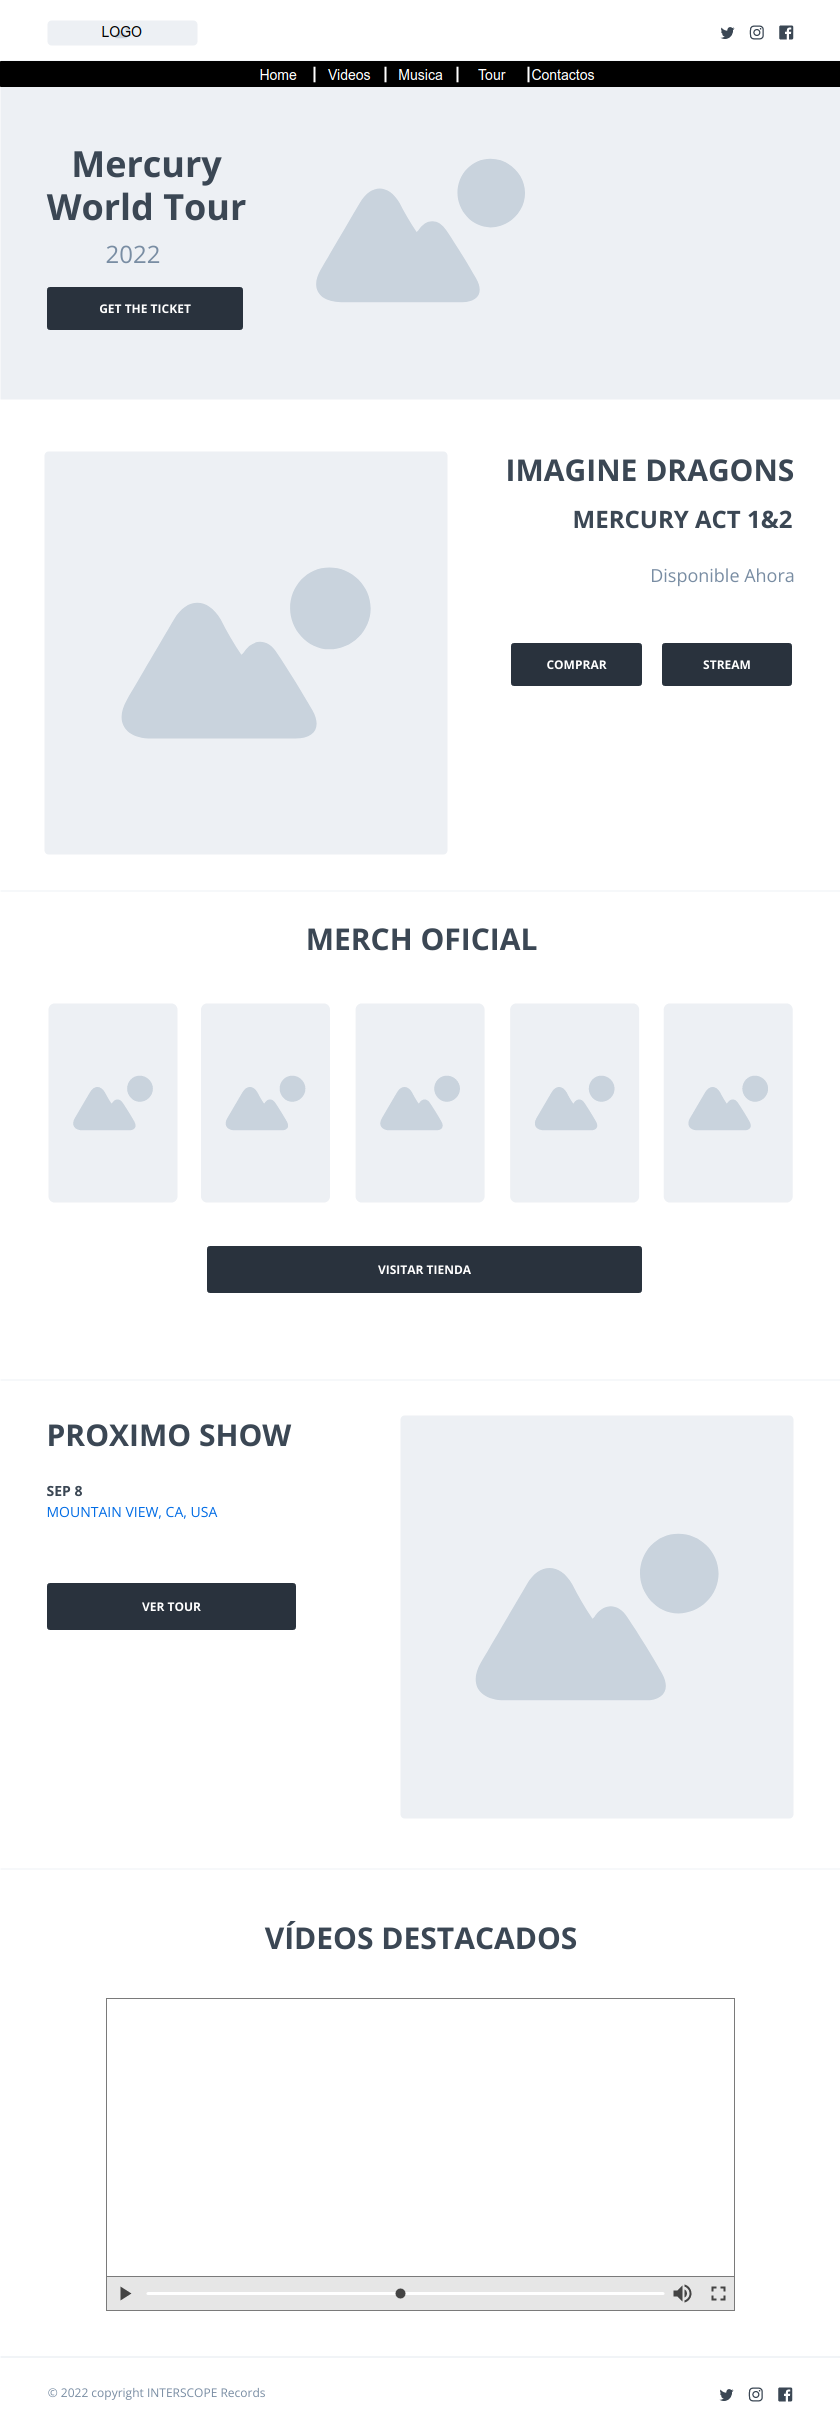 LOGO
Home | Videos | Musica | Tour | Contactos
Mercury
World Tour
2022
GET THE TICKET
IMAGINE DRAGONS
MERCURY ACT 1&2
Disponible Ahora
COMPRAR
STREAM
MERCH OFICIAL
VISITAR TIENDA
PROXIMO SHOW
SEP 8
MOUNTAIN VIEW, CA, USA
VER TOUR
VÍDEOS DESTACADOS
© 2022 copyright INTERSCOPE Records